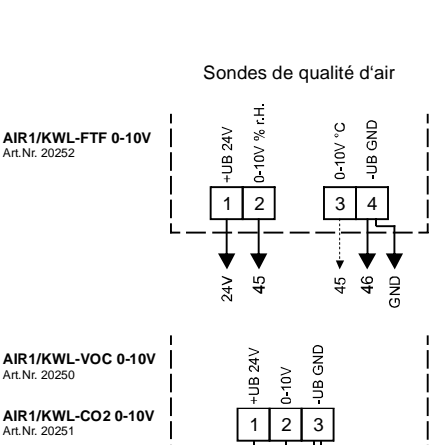 Sondes de qualité d'air
AIR1/KWL-FTF 0-10V
Art.Nr. 20252
+UB 24V
0-10V % r.H.
0-10V °C
-UB GND
1 2 3 4
24V
45
45
46
GND
AIR1/KWL-VOC 0-10V
Art.Nr. 20250
AIR1/KWL-CO2 0-10V
Art.Nr. 20251
+UB 24V
0-10V
-UB GND
1 2 3